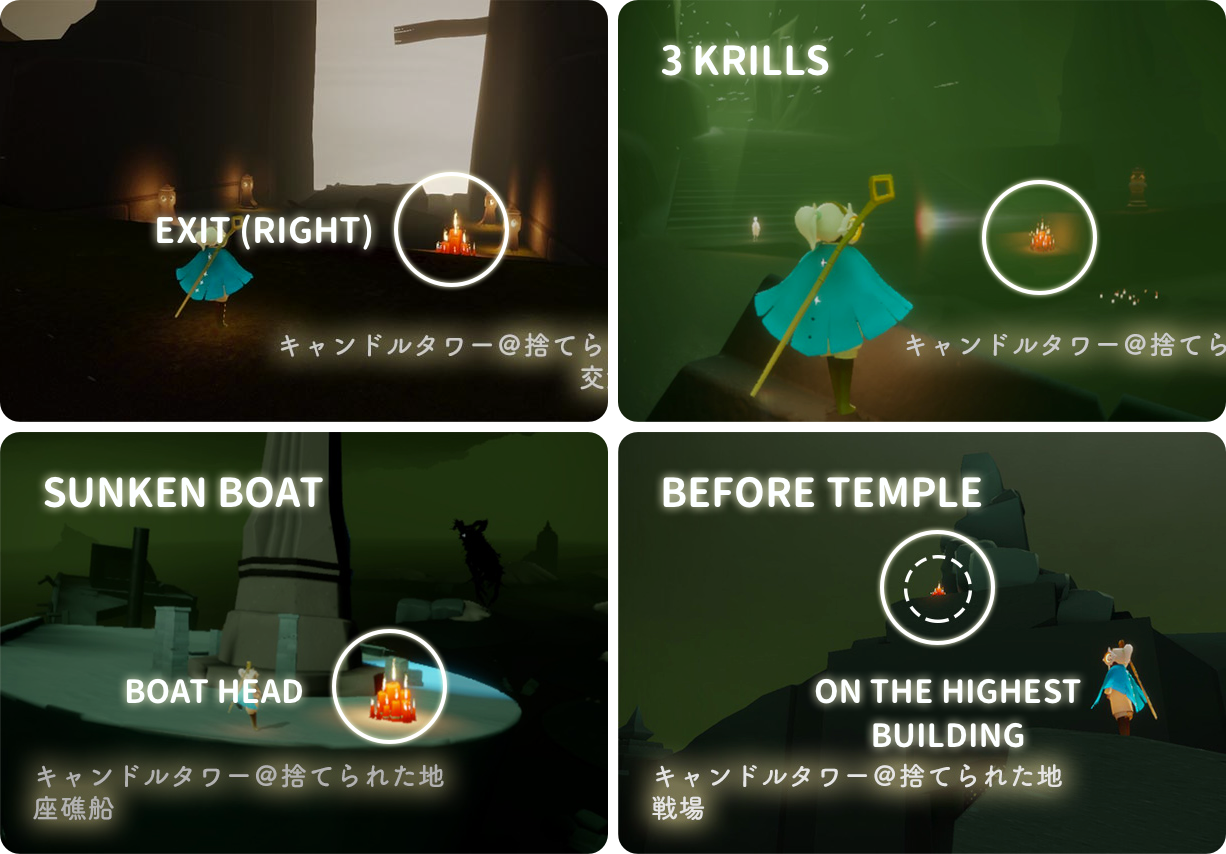 EXIT (RIGHT)
キャンドルタワー@捨てら
交
3 KRILLS
キャンドルタワー@捨てら
SUNKEN BOAT
BOAT HEAD
キャンドルタワー@捨てられた地
座礁船
BEFORE TEMPLE
ON THE HIGHEST
BUILDING
キャンドルタワー@捨てられた地
戦場